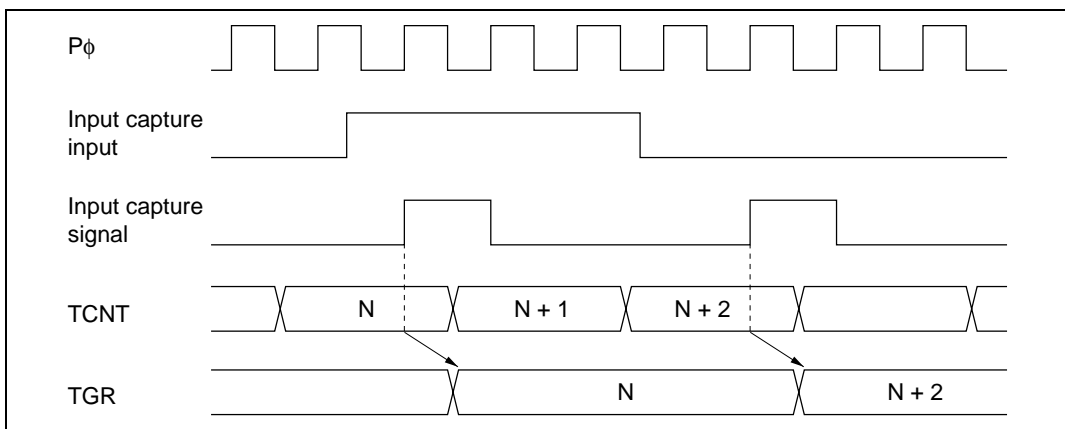 Pϕ
Input capture
input
Input capture
signal
TCNT
N
N + 1
N + 2
TGR
N
N + 2